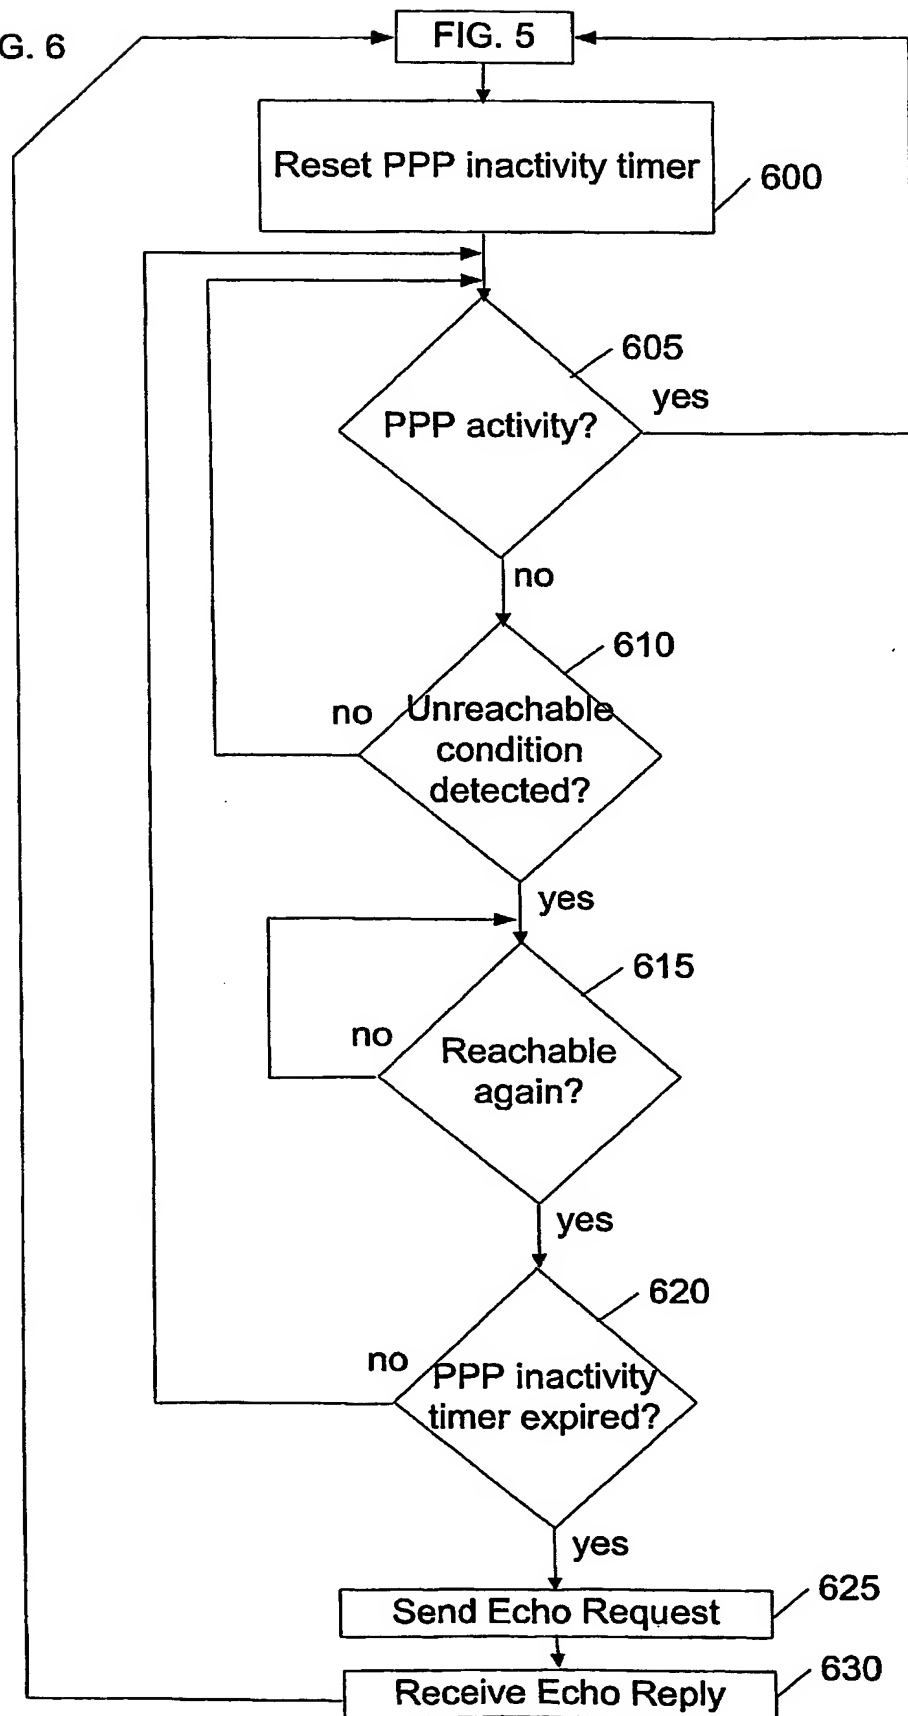 G. 6
FIG. 5
Reset PPP inactivity timer
600
605
yes
PPP activity?
no
610
no
Unreachable
condition
detected?
yes
615
no
Reachable
again?
yes
620
no
PPP inactivity
timer expired?
yes
625
Send Echo Request
630
Receive Echo Reply